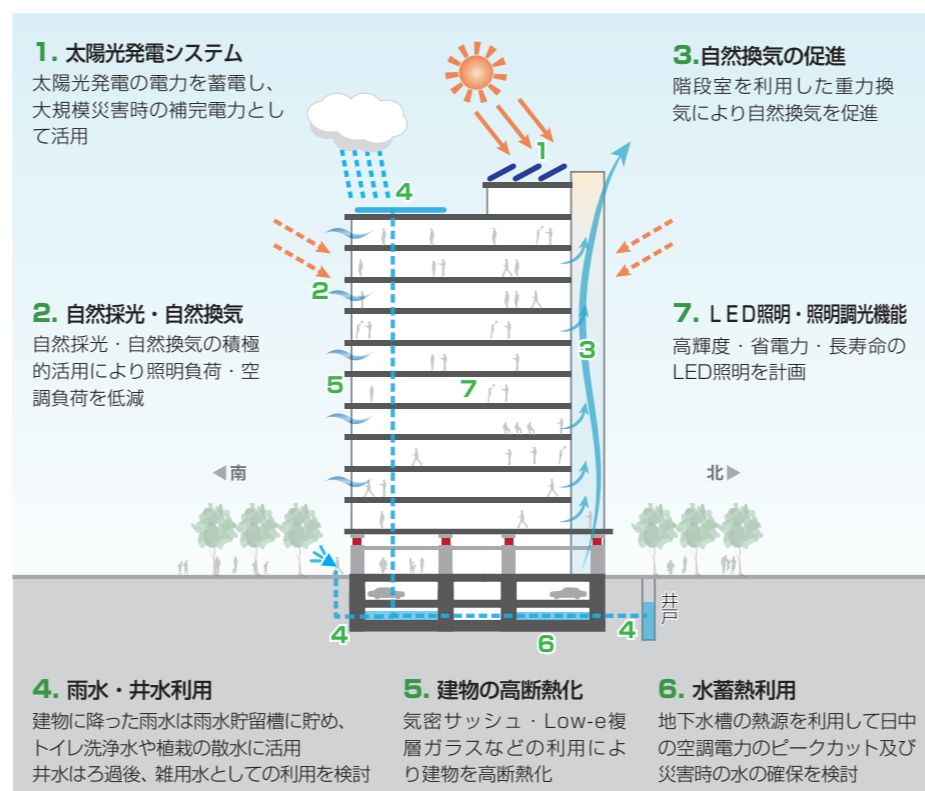 1. 太陽光発電システム
太陽光発電の電力を蓄電し、
大規模災害時の補完電力とし
て活用
3.自然換気の促進
階段室を利用した重力換
気により自然換気を促進
1
4
2
2. 自然採光・自然換気
自然採光・自然換気の積極
的活用により照明負荷・空
調負荷を低減
7. ＬＥＤ照明・照明調光機能
高輝度・省電力・長寿命の
LED照明を計画
3
5
7
◀南
北▶
井戸
4
6
4
4. 雨水・井水利用
建物に降った雨水は雨水貯留槽に貯め、
トイレ洗浄水や植栽の散水に活用
井水はろ過後、雑用水としての利用を検討
5. 建物の高断熱化
気密サッシュ・Low-e複
層ガラスなどの利用によ
り建物を高断熱化
6. 水蓄熱利用
地下水槽の熱源を利用して日中
の空調電力のピークカット及び
災害時の水の確保を検討